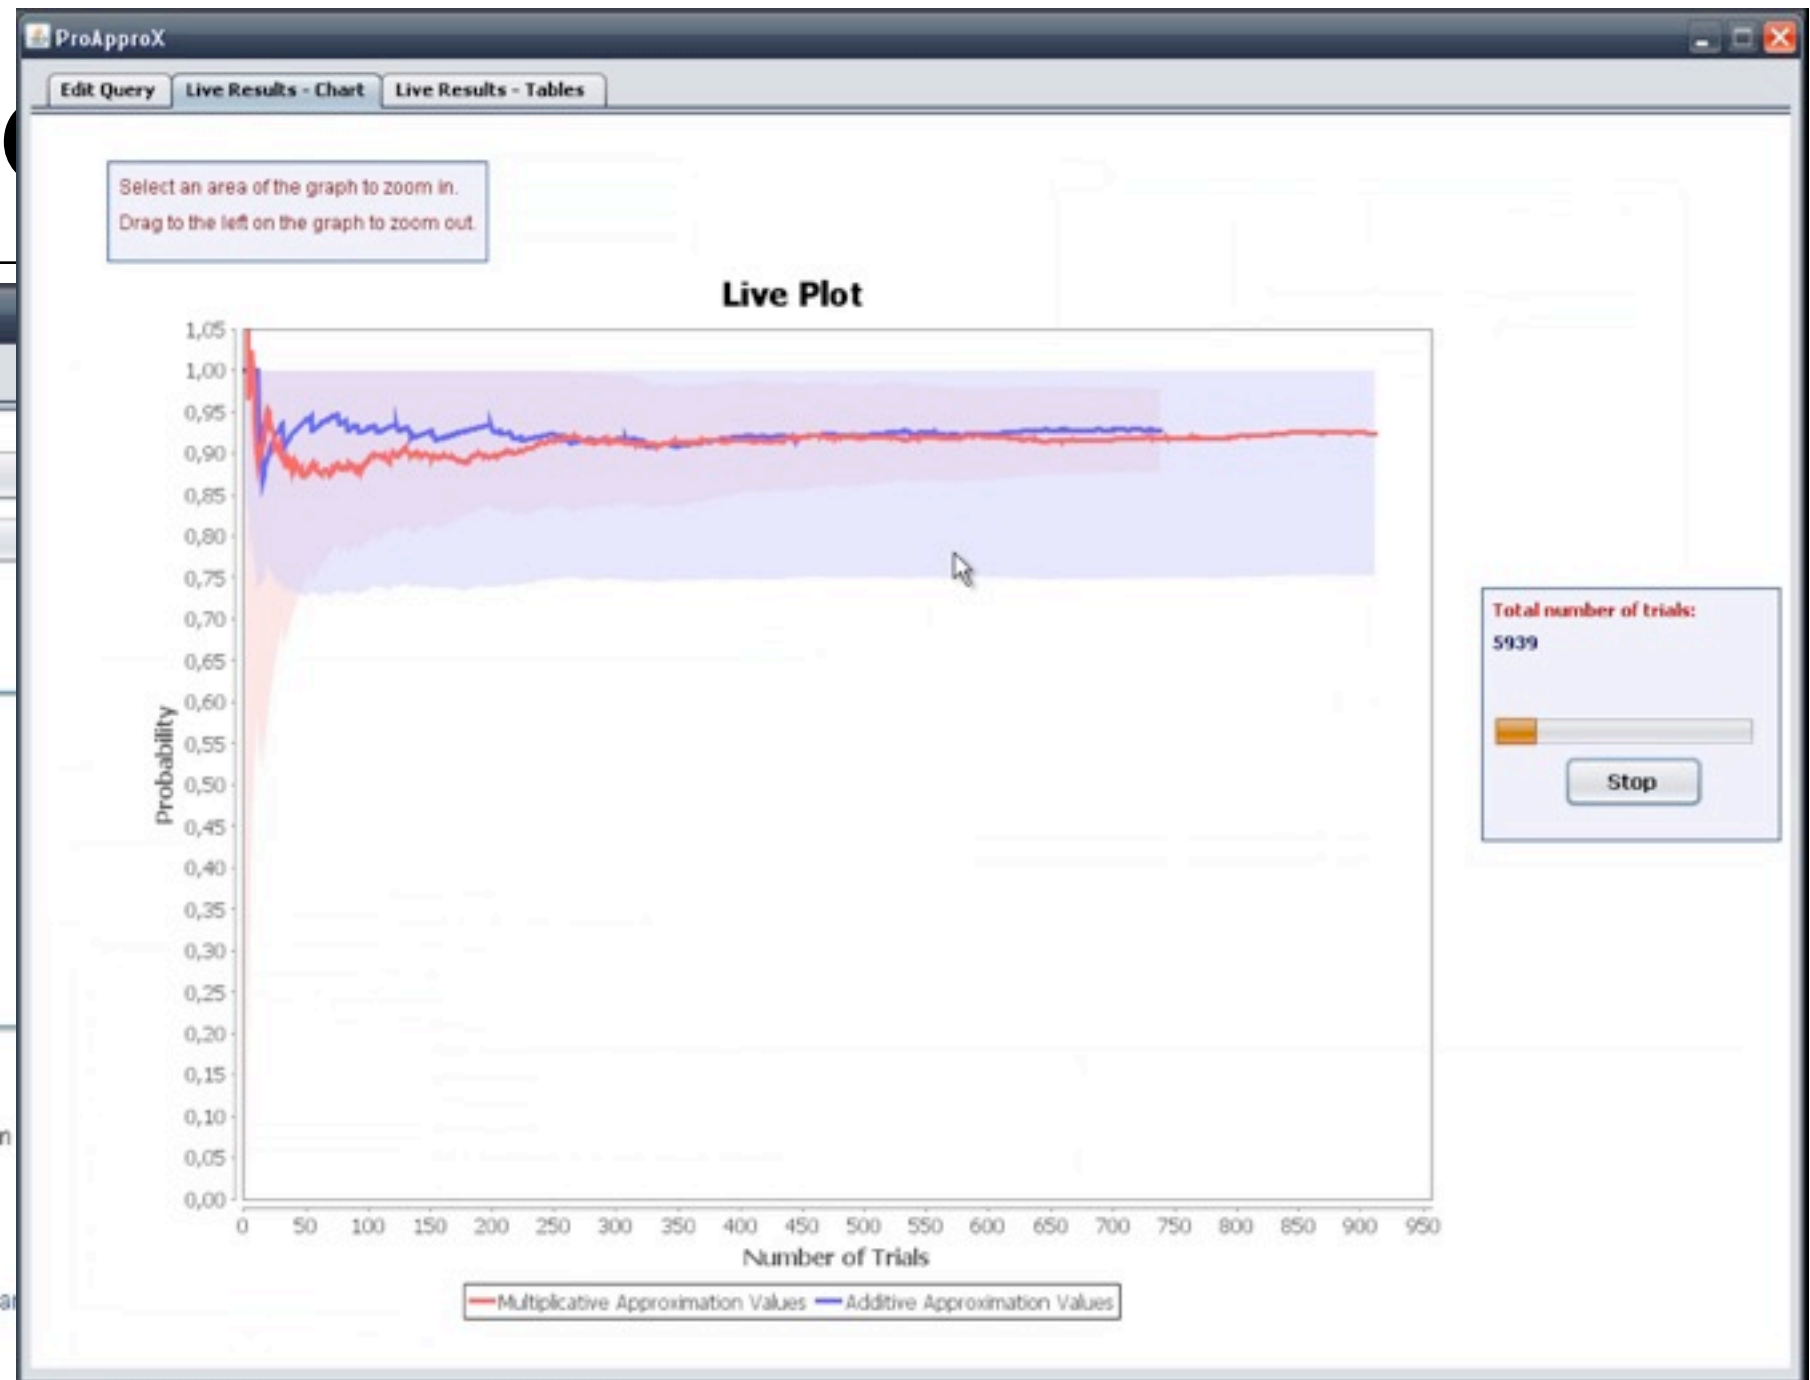 ProApproX
Edit Query
Live Results - Chart
Live Results - Tables
Select an area of the graph to zoom in.
Drag to the left on the graph to zoom out.
Live Plot
1,05
1,00
0,95
0,90
0,85
0,80
0,75
0,70
0,65
0,60
0,55
0,50
0,45
0,40
0,35
0,30
0,25
0,20
0,15
0,10
0,05
0,00
Probability
0 50 100 150 200 250 300 350 400 450 500 550 600 650 700 750 800 850 900 950
Number of Trials
Multiplicative Approximation Values Additive Approximation Values
Total number of trials:
5939
Stop